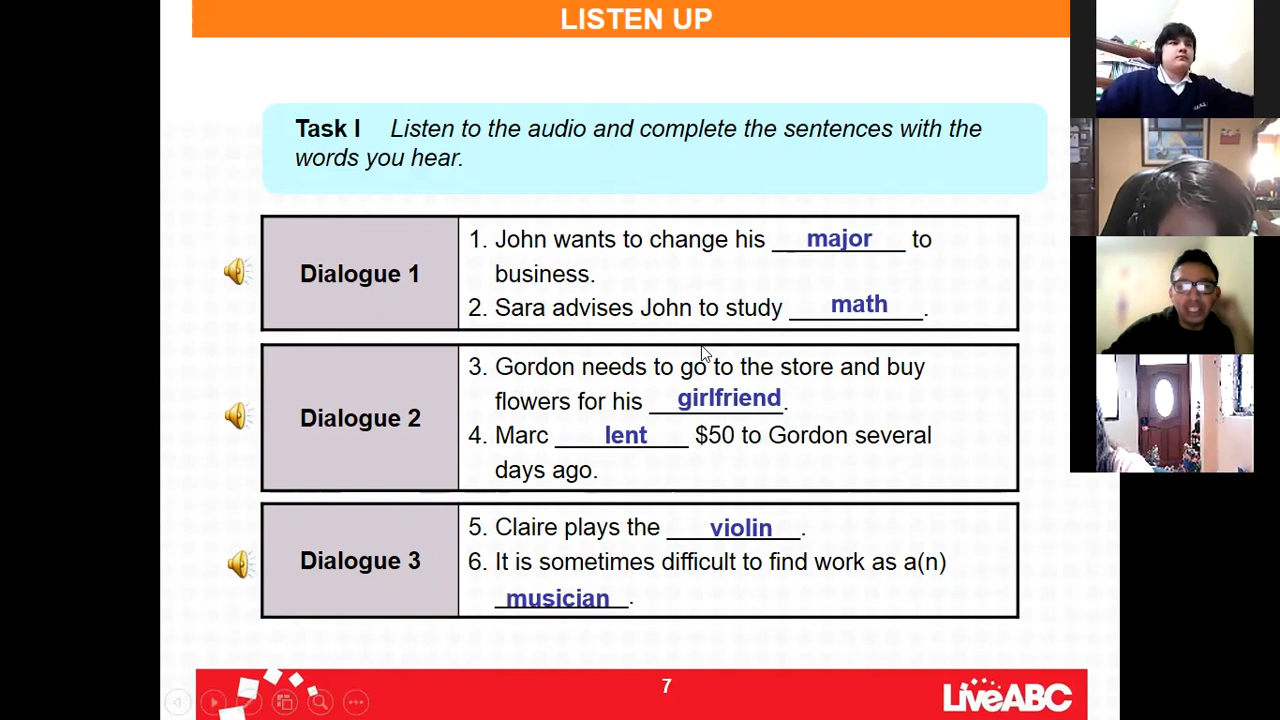 LISTEN UP
Task I Listen to the audio and complete the sentences with the
words you hear.
Dialogue 1
1. John wants to change his major to
business.
2. Sara advises John to study math.
Dialogue 2
3. Gordon needs to go to the store and buy
flowers for his girlfriend.
4. Marc lent $50 to Gordon several
days ago.
Dialogue 3
5. Claire plays the violin.
6. It is sometimes difficult to find work as a(n)
musician.
7
LiveABC